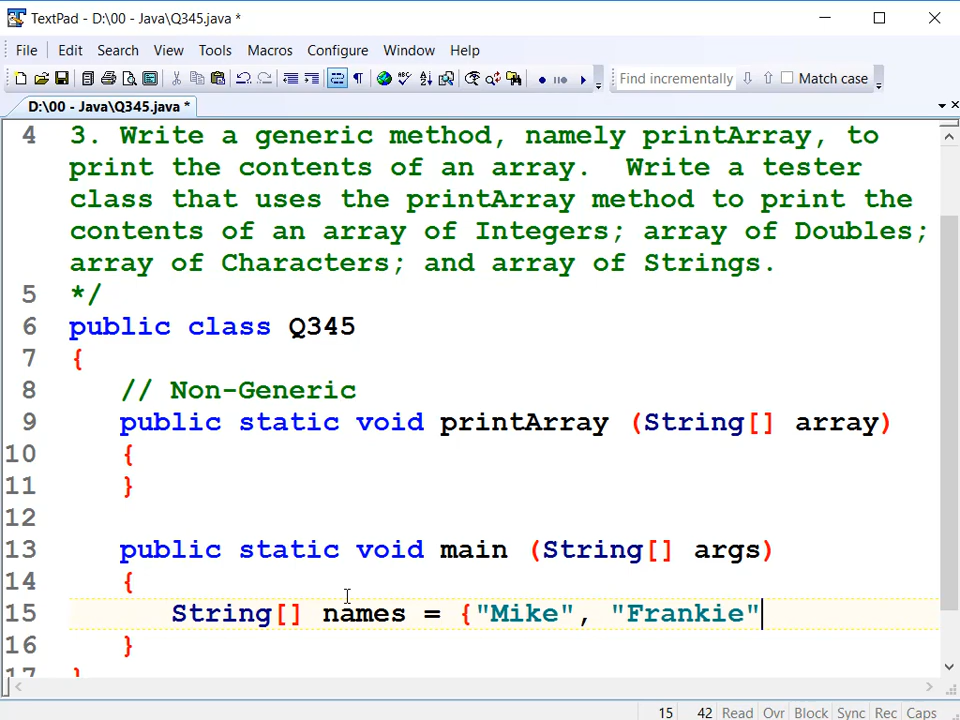 TextPad - D:\00 - Java\Q345.java *
File Edit Search View Tools Macros Configure Window Help
Find incrementally Match case
D:\00 - Java\Q345.java *
4 3. Write a generic method, namely printArray, to
print the contents of an array.  Write a tester
class that uses the printArray method to print the
contents of an array of Integers; array of Doubles;
array of Characters; and array of Strings.
5 */
6 public class Q345
7 {
8 // Non-Generic
9 public static void printArray (String[] array)
10 {
11 }
12
13 public static void main (String[] args)
14 {
15 String[] names = {"Mike", "Frankie"
16 }
17 }
15 42 Read Ovr Block Sync Rec Caps